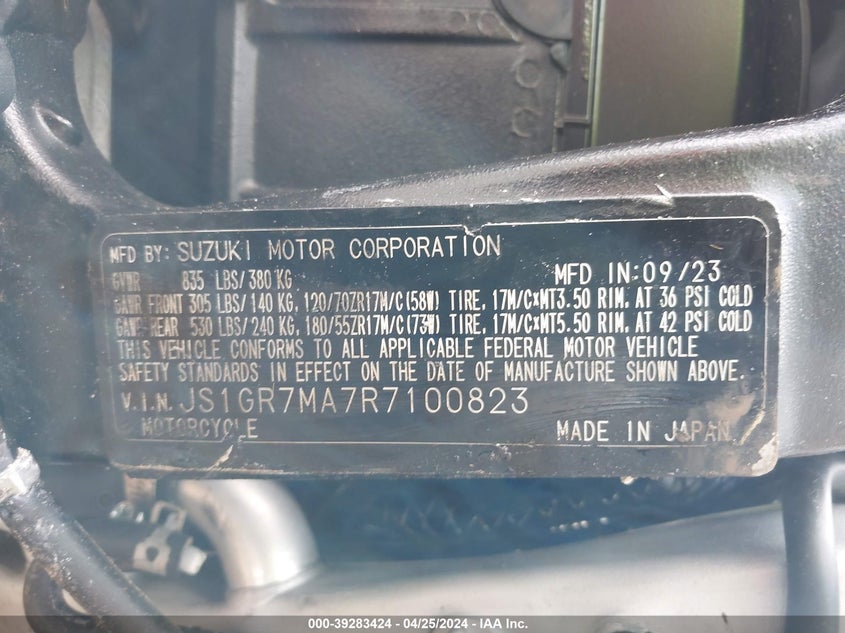 MFD BY: SUZUKI MOTOR CORPORATION
GVWR 835 LBS/380 KG MFD IN:09/23
GAWR FRONT 305 LBS/140 KG, 120/70ZR17M/C(58W) TIRE, 17M/C×MT3.50 RIM, AT 36 PSI COLD
GAWR REAR 530 LBS/240 KG, 180/55ZR17M/C(73W) TIRE, 17M/C×MT5.50 RIM, AT 42 PSI COLD
THIS VEHICLE CONFORMS TO ALL APPLICABLE FEDERAL MOTOR VEHICLE
SAFETY STANDARDS IN EFFECT ON THE DATE OF MANUFACTURE SHOWN ABOVE.
V.I.N. JS1GR7MA7R7100823
MOTORCYCLE MADE IN JAPAN
000-39283424 - 04/25/2024 - IAA Inc.